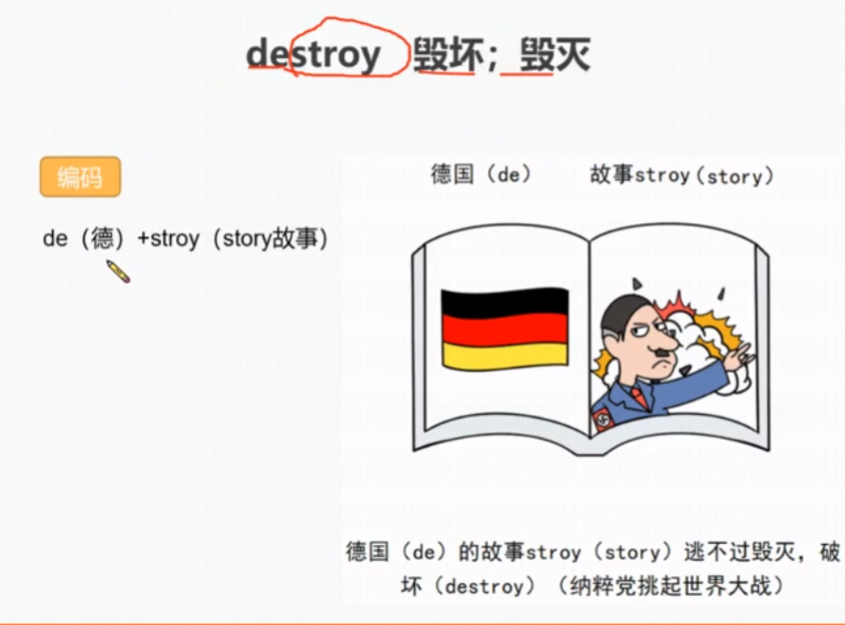 destroy 毁坏；毁灭
编码
德国（de） 故事stroy（story）
de（德）+stroy（story故事）
德国（de）的故事stroy（story）逃不过毁灭，破
坏（destroy）（纳粹党挑起世界大战）